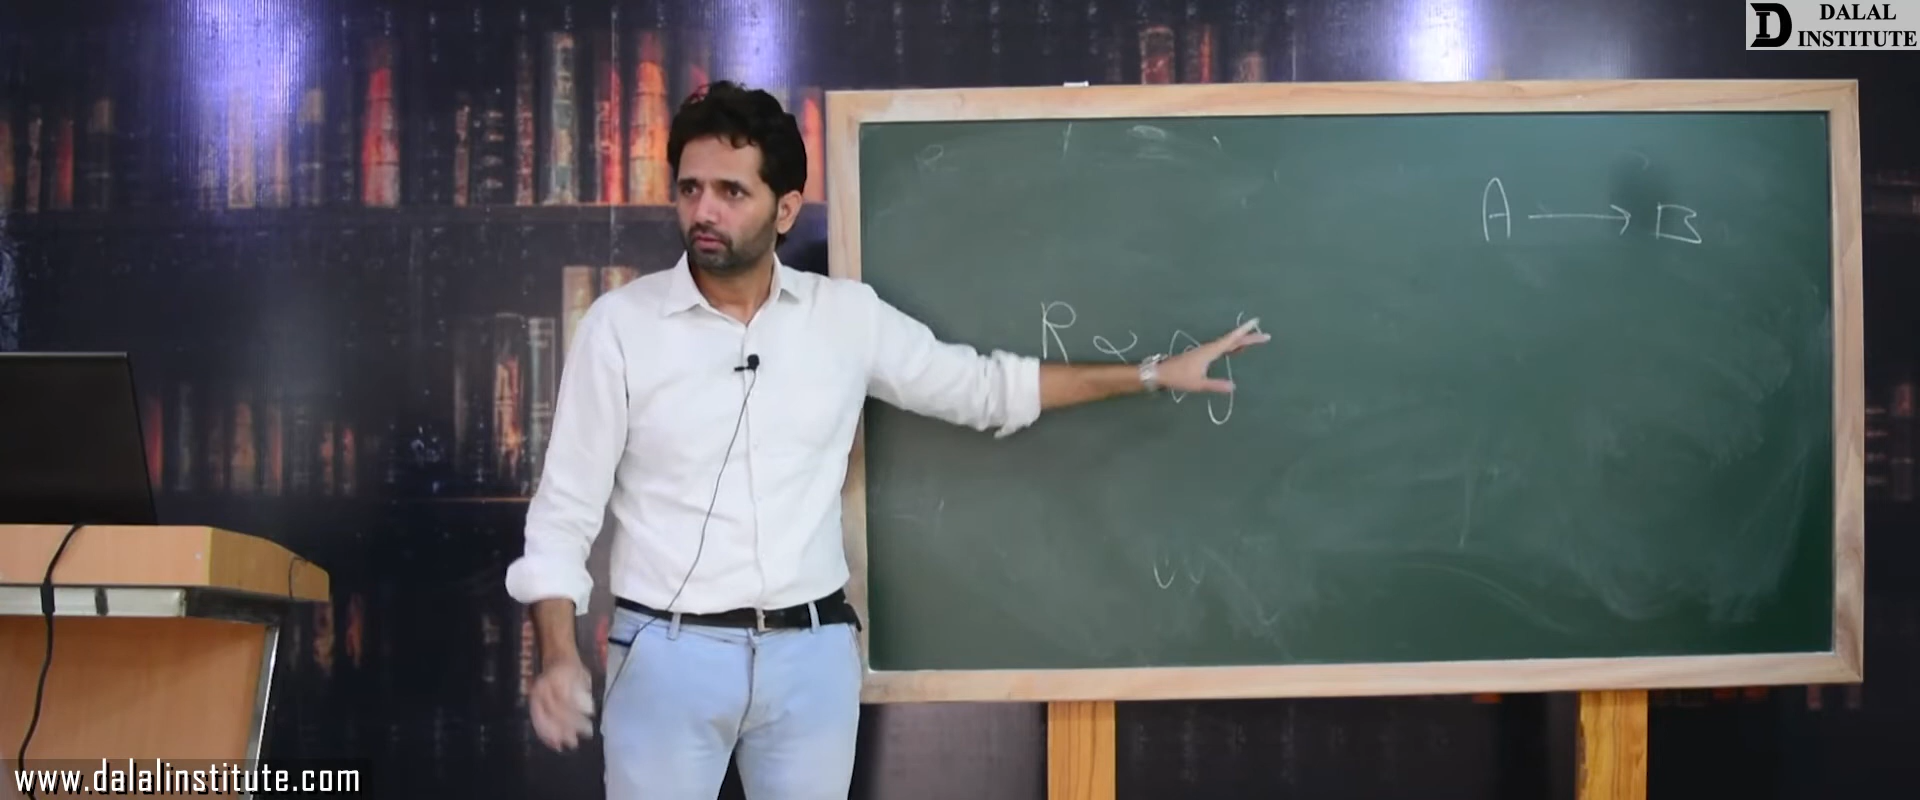 DALAL
INSTITUTE
A → B
R α
www.dalalinstitute.com